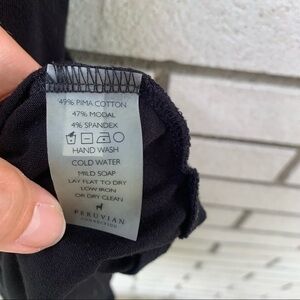 49% PIMA COTTON
47% MODAL
4% SPANDEX
HAND WASH
COLD WATER
MILD SOAP
LAY FLAT TO DRY
LOW IRON
OR DRY CLEAN
PERUVIAN
CONNECTION